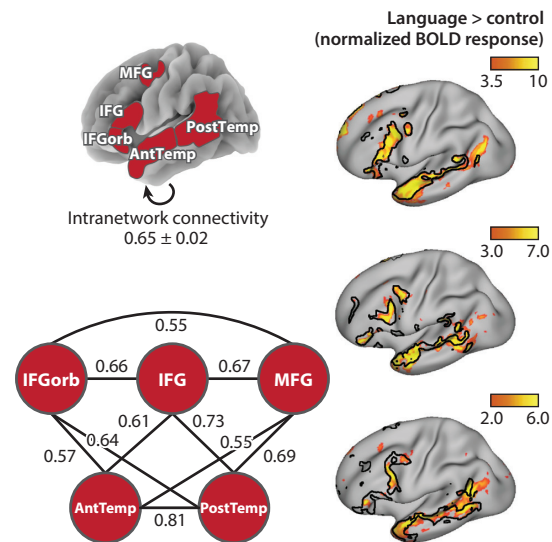 Language > control
(normalized BOLD response)
3.5 10
MFG
IFG
IFGorb
PostTemp
AntTemp
Intranetwork connectivity
0.65 ± 0.02
3.0 7.0
0.55
IFGorb 0.66 IFG 0.67 MFG
2.0 6.0
0.61 0.73
0.64 0.55
0.57 0.69
AntTemp 0.81 PostTemp